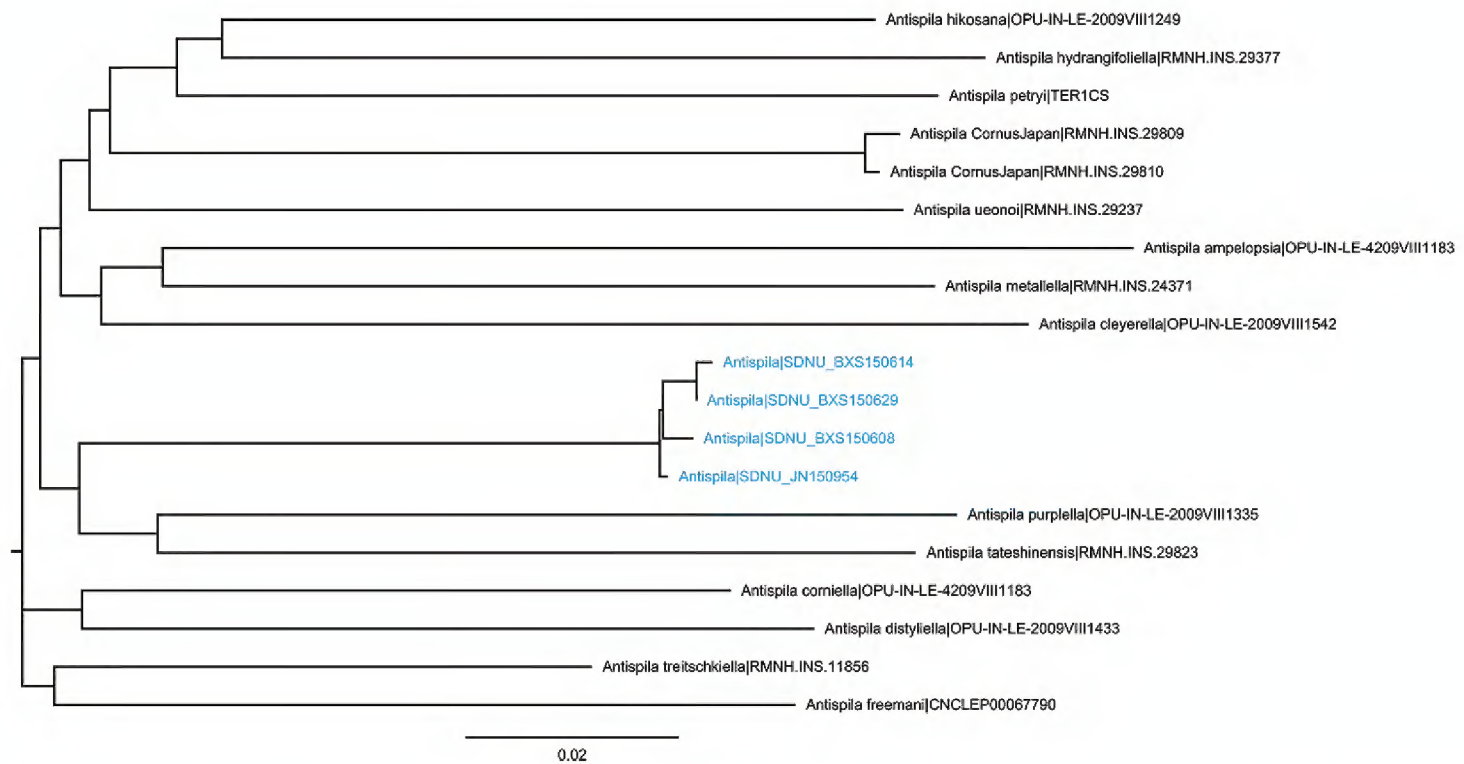 Antispila hikosana|OPU-IN-LE-2009VIII1249
Antispila hydrangifoliella|RMNH.INS.29377
Antispila petryi|TER1CS
Antispila CornusJapan|RMNH.INS.29809
Antispila CornusJapan|RMNH.INS.29810
Antispila ueonoi|RMNH.INS.29237
Antispila ampelopsia|OPU-IN-LE-4209VIII1183
Antispila metallella|RMNH.INS.24371
Antispila cleyerella|OPU-IN-LE-2009VIII1542
Antispila|SDNU_BXS150614
Antispila|SDNU_BXS150629
Antispila|SDNU_BXS150608
Antispila|SDNU_JN150954
Antispila purplella|OPU-IN-LE-2009VIII1335
Antispila tateshinensis|RMNH.INS.29823
Antispila corniella|OPU-IN-LE-4209VIII1183
Antispila distyliella|OPU-IN-LE-2009VIII1433
Antispila treitschkiella|RMNH.INS.11856
Antispila freemani|CNCLEP00067790
0.02